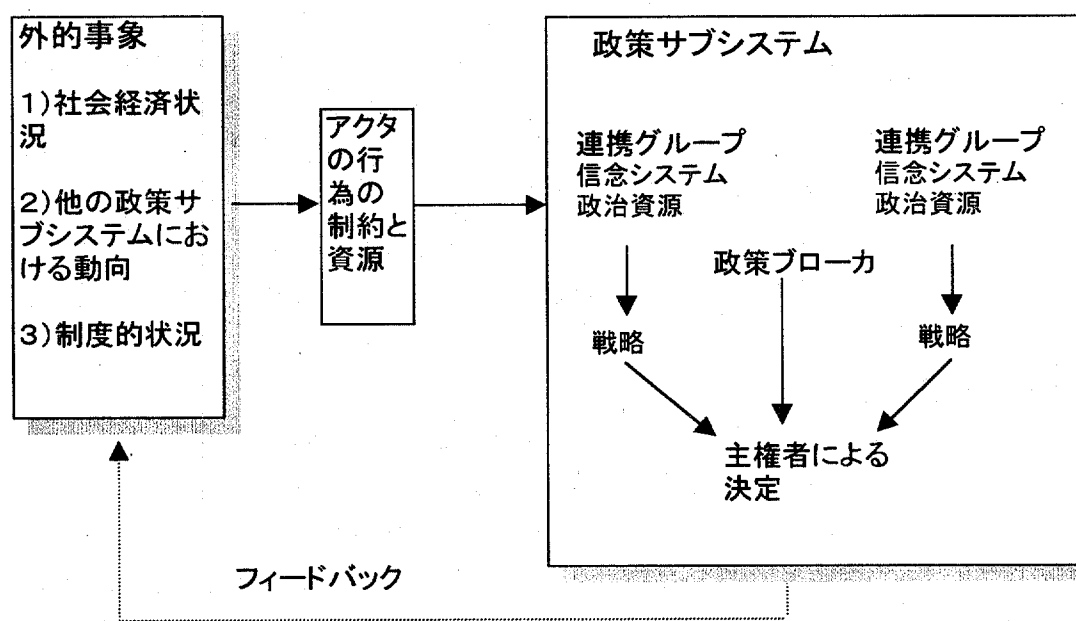 外的事象
1)社会経済状
況
2)他の政策サ
ブシステムにお
ける動向
3)制度的状況
アクタ
の行
為の
制約と
資源
政策サブシステム
連携グループ
信念システム
政治資源
連携グループ
信念システム
政治資源
政策ブローカ
戦略
戦略
主権者による
決定
フィードバック